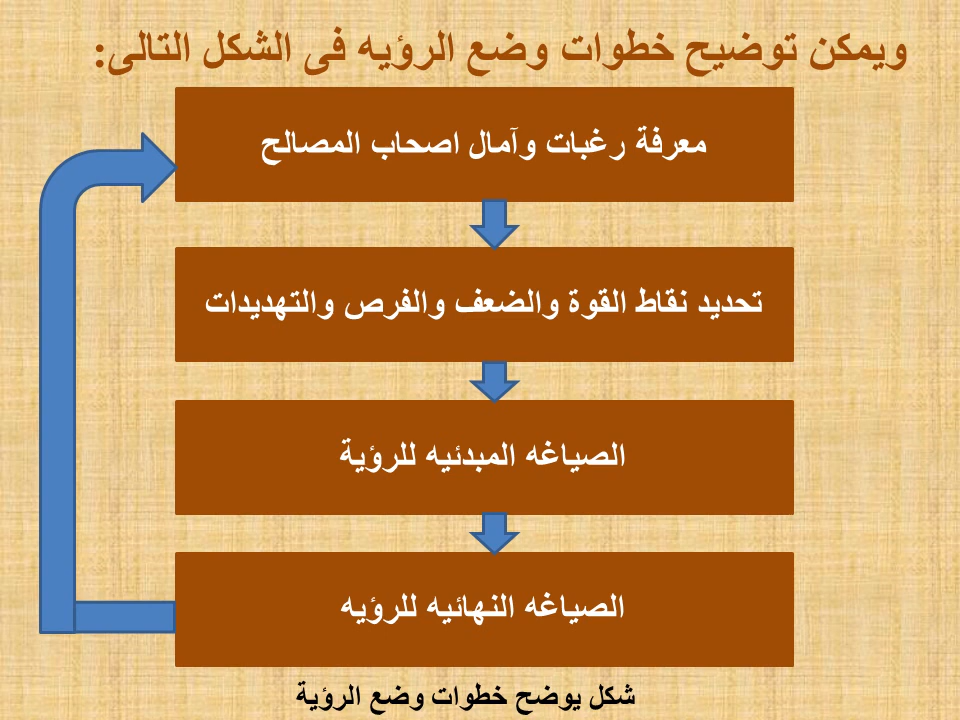 ويمكن توضيح خطوات وضع الرؤيه فى الشكل التالى:
معرفة رغبات وآمال اصحاب المصالح
تحديد نقاط القوة والضعف والفرص والتهديدات
الصياغه المبدئيه للرؤية
الصياغه النهائيه للرؤيه
شكل يوضح خطوات وضع الرؤية